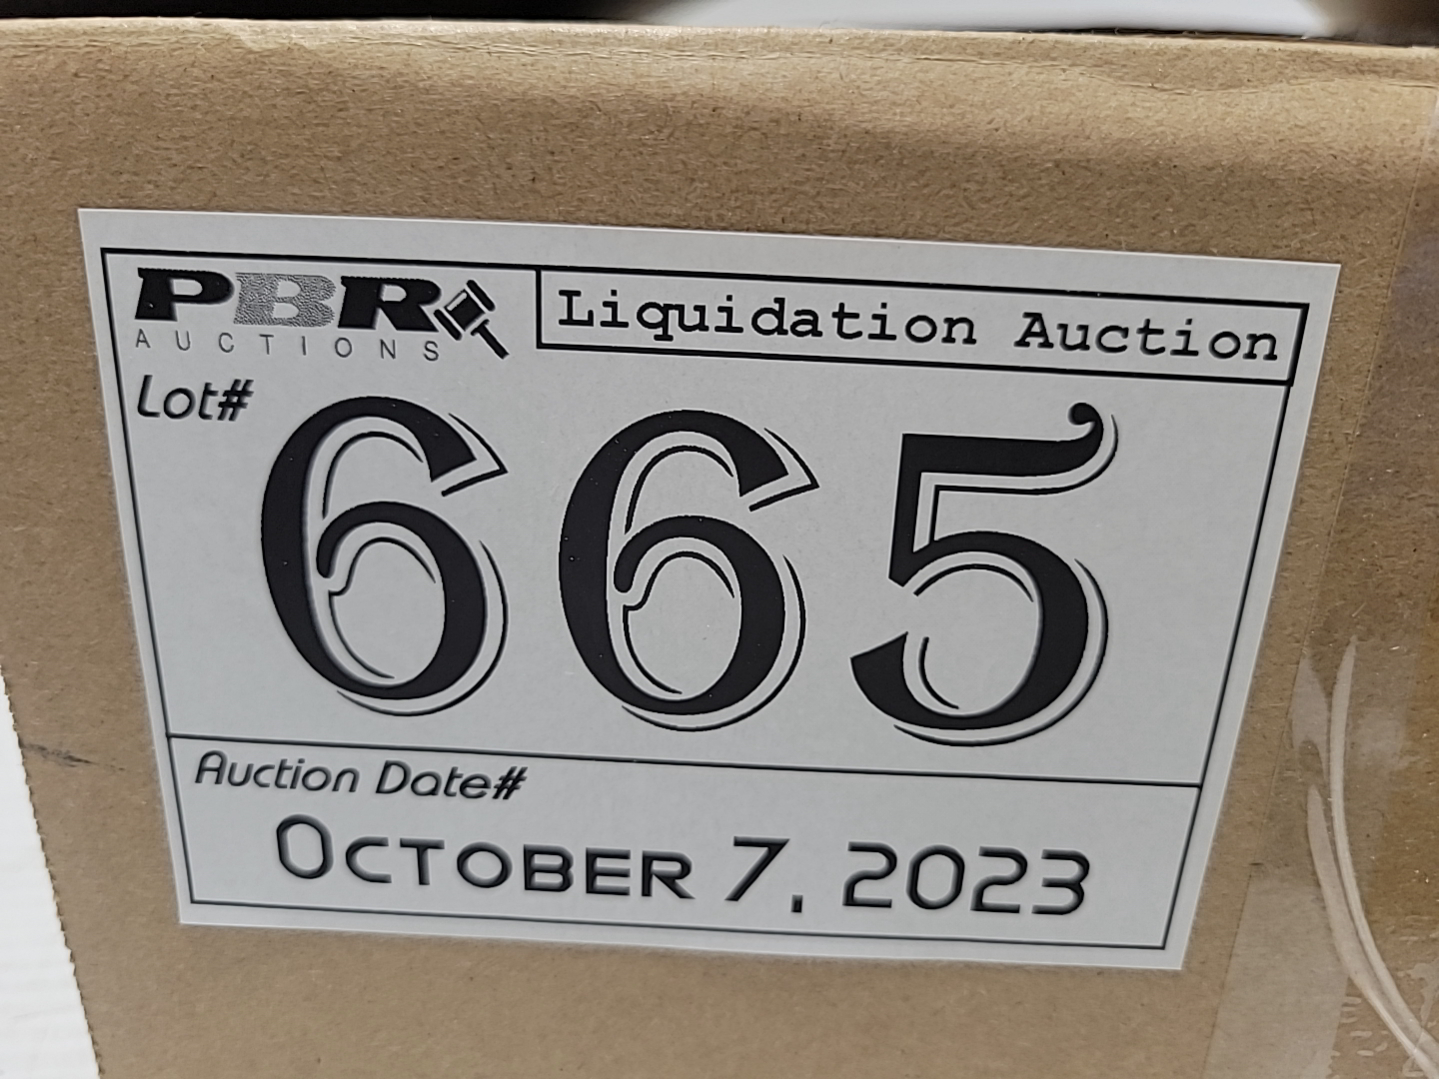 PBR
AUCTIONS
Liquidation Auction
Lot#
665
Auction Date#
OCTOBER 7, 2023